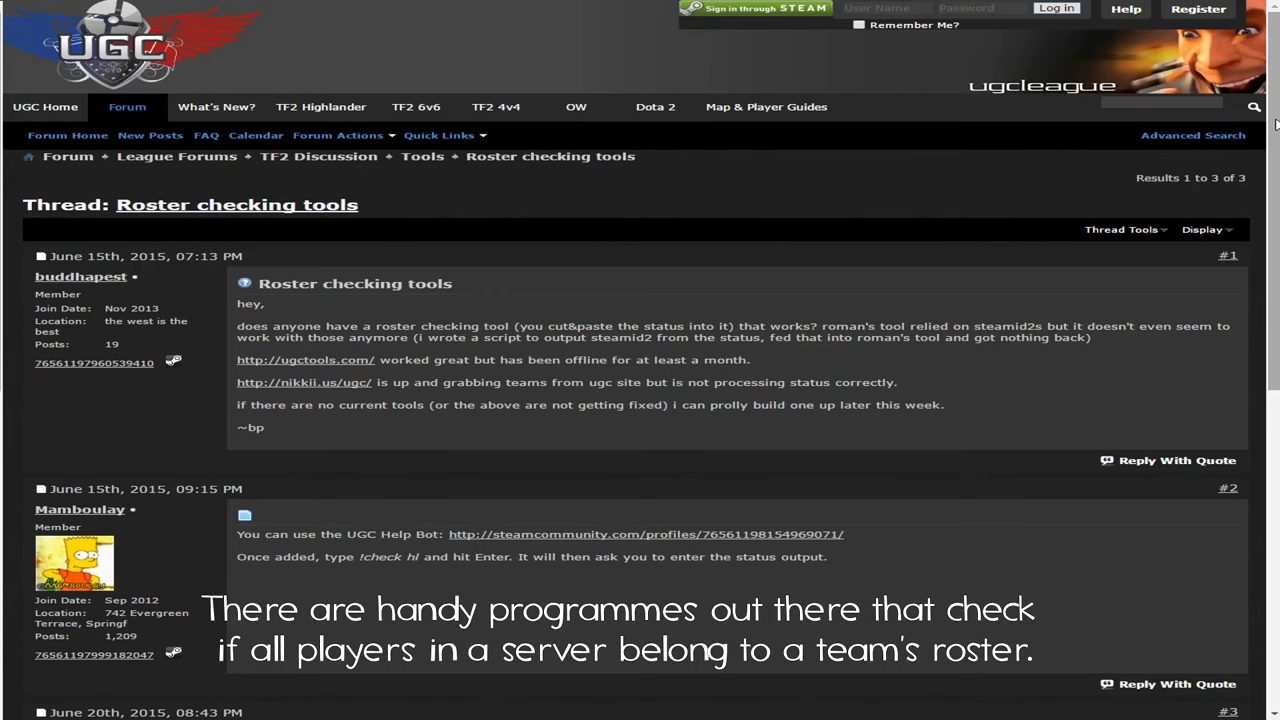 UGC
Sign in through STEAM
User Name
Password
Log in
Help
Register
Remember Me?
ugcleague
UGC Home
Forum
What's New?
TF2 Highlander
TF2 6v6
TF2 4v4
OW
Dota 2
Map & Player Guides
Forum Home
New Posts
FAQ
Calendar
Forum Actions
Quick Links
Advanced Search
Forum
League Forums
TF2 Discussion
Tools
Roster checking tools
Results 1 to 3 of 3
Thread: Roster checking tools
Thread Tools
Display
June 15th, 2015, 07:13 PM
#1
buddhapest
Member
Join Date: Nov 2013
Location: the west is the
best
Posts: 19
76561197960539410
Roster checking tools
hey,
does anyone have a roster checking tool (you cut&paste the status into it) that works? roman's tool relied on steamid2s but it doesn't even seem to
work with those anymore (i wrote a script to output steamid2 from the status, fed that into roman's tool and got nothing back)
http://ugctools.com/ worked great but has been offline for at least a month.
http://nikkii.us/ugc/ is up and grabbing teams from ugc site but is not processing status correctly.
if there are no current tools (or the above are not getting fixed) i can prolly build one up later this week.
~bp
Reply With Quote
June 15th, 2015, 09:15 PM
#2
Mamboulay
Member
Join Date: Sep 2012
Location: 742 Evergreen
Terrace, Springf
Posts: 1,209
76561197999182047
You can use the UGC Help Bot: http://steamcommunity.com/profiles/76561198154969071/
Once added, type !check hl and hit Enter. It will then ask you to enter the status output.
There are handy programmes out there that check
if all players in a server belong to a team's roster.
Reply With Quote
June 20th, 2015, 08:43 PM
#3